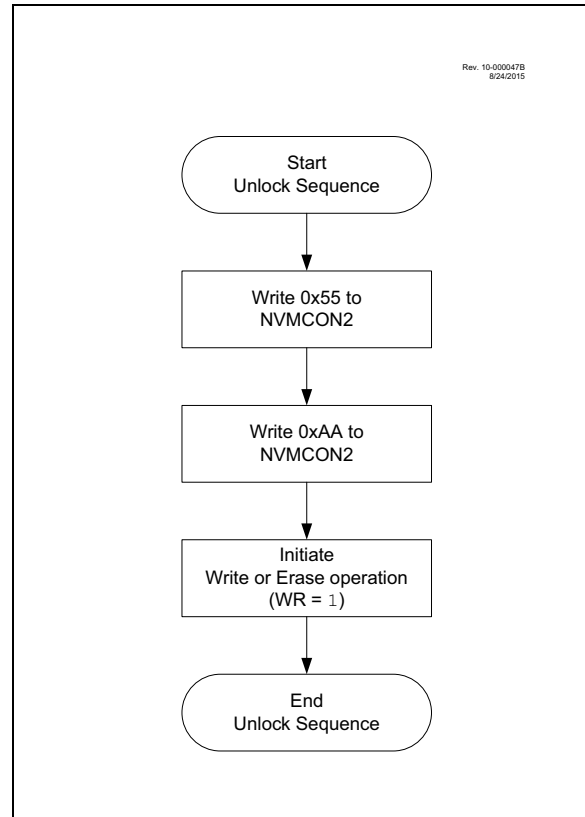 Rev. 10-000047B
8/24/2015
Start
Unlock Sequence
Write 0x55 to
NVMCON2
Write 0xAA to
NVMCON2
Initiate
Write or Erase operation
(WR = 1)
End
Unlock Sequence